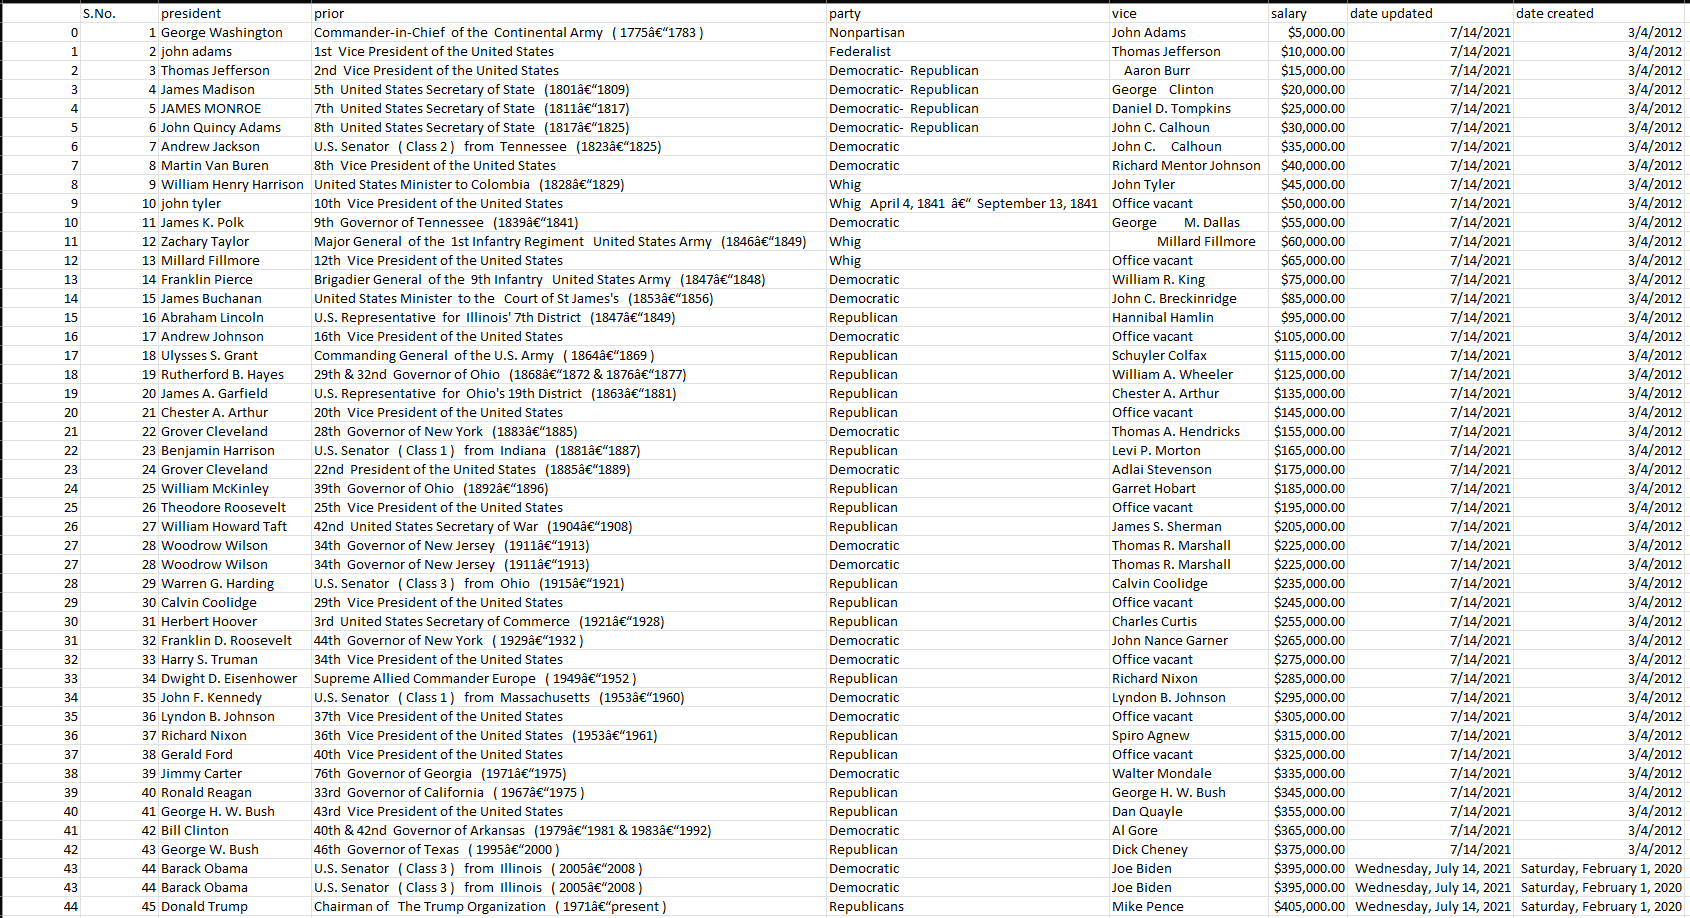 S.No. president prior party vice salary date updated date created
0 1 George Washington Commander-in-Chief of the Continental Army ( 1775â€“1783 ) Nonpartisan John Adams $5,000.00 7/14/2021 3/4/2012
1 2 john adams 1st Vice President of the United States Federalist Thomas Jefferson $10,000.00 7/14/2021 3/4/2012
2 3 Thomas Jefferson 2nd Vice President of the United States Democratic- Republican Aaron Burr $15,000.00 7/14/2021 3/4/2012
3 4 James Madison 5th United States Secretary of State (1801â€“1809) Democratic- Republican George Clinton $20,000.00 7/14/2021 3/4/2012
4 5 JAMES MONROE 7th United States Secretary of State (1811â€“1817) Democratic- Republican Daniel D. Tompkins $25,000.00 7/14/2021 3/4/2012
5 6 John Quincy Adams 8th United States Secretary of State (1817â€“1825) Democratic- Republican John C. Calhoun $30,000.00 7/14/2021 3/4/2012
6 7 Andrew Jackson U.S. Senator ( Class 2 ) from Tennessee (1823â€“1825) Democratic John C. Calhoun $35,000.00 7/14/2021 3/4/2012
7 8 Martin Van Buren 8th Vice President of the United States Democratic Richard Mentor Johnson $40,000.00 7/14/2021 3/4/2012
8 9 William Henry Harrison United States Minister to Colombia (1828â€“1829) Whig John Tyler $45,000.00 7/14/2021 3/4/2012
9 10 john tyler 10th Vice President of the United States Whig April 4, 1841 â€“ September 13, 1841 Office vacant $50,000.00 7/14/2021 3/4/2012
10 11 James K. Polk 9th Governor of Tennessee (1839â€“1841) Democratic George M. Dallas $55,000.00 7/14/2021 3/4/2012
11 12 Zachary Taylor Major General of the 1st Infantry Regiment United States Army (1846â€“1849) Whig Millard Fillmore $60,000.00 7/14/2021 3/4/2012
12 13 Millard Fillmore 12th Vice President of the United States Whig Office vacant $65,000.00 7/14/2021 3/4/2012
13 14 Franklin Pierce Brigadier General of the 9th Infantry United States Army (1847â€“1848) Democratic William R. King $75,000.00 7/14/2021 3/4/2012
14 15 James Buchanan United States Minister to the Court of St James's (1853â€“1856) Democratic John C. Breckinridge $85,000.00 7/14/2021 3/4/2012
15 16 Abraham Lincoln U.S. Representative for Illinois' 7th District (1847â€“1849) Republican Hannibal Hamlin $95,000.00 7/14/2021 3/4/2012
16 17 Andrew Johnson 16th Vice President of the United States Democratic Office vacant $105,000.00 7/14/2021 3/4/2012
17 18 Ulysses S. Grant Commanding General of the U.S. Army ( 1864â€“1869 ) Republican Schuyler Colfax $115,000.00 7/14/2021 3/4/2012
18 19 Rutherford B. Hayes 29th & 32nd Governor of Ohio (1868â€“1872 & 1876â€“1877) Republican William A. Wheeler $125,000.00 7/14/2021 3/4/2012
19 20 James A. Garfield U.S. Representative for Ohio's 19th District (1863â€“1881) Republican Chester A. Arthur $135,000.00 7/14/2021 3/4/2012
20 21 Chester A. Arthur 20th Vice President of the United States Republican Office vacant $145,000.00 7/14/2021 3/4/2012
21 22 Grover Cleveland 28th Governor of New York (1883â€“1885) Democratic Thomas A. Hendricks $155,000.00 7/14/2021 3/4/2012
22 23 Benjamin Harrison U.S. Senator ( Class 1 ) from Indiana (1881â€“1887) Republican Levi P. Morton $165,000.00 7/14/2021 3/4/2012
23 24 Grover Cleveland 22nd President of the United States (1885â€“1889) Democratic Adlai Stevenson $175,000.00 7/14/2021 3/4/2012
24 25 William McKinley 39th Governor of Ohio (1892â€“1896) Republican Garret Hobart $185,000.00 7/14/2021 3/4/2012
25 26 Theodore Roosevelt 25th Vice President of the United States Republican Office vacant $195,000.00 7/14/2021 3/4/2012
26 27 William Howard Taft 42nd United States Secretary of War (1904â€“1908) Republican James S. Sherman $205,000.00 7/14/2021 3/4/2012
27 28 Woodrow Wilson 34th Governor of New Jersey (1911â€“1913) Democratic Thomas R. Marshall $225,000.00 7/14/2021 3/4/2012
27 28 Woodrow Wilson 34th Governor of New Jersey (1911â€“1913) Demorcatic Thomas R. Marshall $225,000.00 7/14/2021 3/4/2012
28 29 Warren G. Harding U.S. Senator ( Class 3 ) from Ohio (1915â€“1921) Republican Calvin Coolidge $235,000.00 7/14/2021 3/4/2012
29 30 Calvin Coolidge 29th Vice President of the United States Republican Office vacant $245,000.00 7/14/2021 3/4/2012
30 31 Herbert Hoover 3rd United States Secretary of Commerce (1921â€“1928) Republican Charles Curtis $255,000.00 7/14/2021 3/4/2012
31 32 Franklin D. Roosevelt 44th Governor of New York ( 1929â€“1932 ) Democratic John Nance Garner $265,000.00 7/14/2021 3/4/2012
32 33 Harry S. Truman 34th Vice President of the United States Democratic Office vacant $275,000.00 7/14/2021 3/4/2012
33 34 Dwight D. Eisenhower Supreme Allied Commander Europe ( 1949â€“1952 ) Republican Richard Nixon $285,000.00 7/14/2021 3/4/2012
34 35 John F. Kennedy U.S. Senator ( Class 1 ) from Massachusetts (1953â€“1960) Democratic Lyndon B. Johnson $295,000.00 7/14/2021 3/4/2012
35 36 Lyndon B. Johnson 37th Vice President of the United States Democratic Office vacant $305,000.00 7/14/2021 3/4/2012
36 37 Richard Nixon 36th Vice President of the United States (1953â€“1961) Republican Spiro Agnew $315,000.00 7/14/2021 3/4/2012
37 38 Gerald Ford 40th Vice President of the United States Republican Office vacant $325,000.00 7/14/2021 3/4/2012
38 39 Jimmy Carter 76th Governor of Georgia (1971â€“1975) Democratic Walter Mondale $335,000.00 7/14/2021 3/4/2012
39 40 Ronald Reagan 33rd Governor of California ( 1967â€“1975 ) Republican George H. W. Bush $345,000.00 7/14/2021 3/4/2012
40 41 George H. W. Bush 43rd Vice President of the United States Republican Dan Quayle $355,000.00 7/14/2021 3/4/2012
41 42 Bill Clinton 40th & 42nd Governor of Arkansas (1979â€“1981 & 1983â€“1992) Democratic Al Gore $365,000.00 7/14/2021 3/4/2012
42 43 George W. Bush 46th Governor of Texas ( 1995â€“2000 ) Republican Dick Cheney $375,000.00 7/14/2021 3/4/2012
43 44 Barack Obama U.S. Senator ( Class 3 ) from Illinois ( 2005â€“2008 ) Democratic Joe Biden $395,000.00 Wednesday, July 14, 2021 Saturday, February 1, 2020
43 44 Barack Obama U.S. Senator ( Class 3 ) from Illinois ( 2005â€“2008 ) Democratic Joe Biden $395,000.00 Wednesday, July 14, 2021 Saturday, February 1, 2020
44 45 Donald Trump Chairman of The Trump Organization ( 1971â€“present ) Republicans Mike Pence $405,000.00 Wednesday, July 14, 2021 Saturday, February 1, 2020